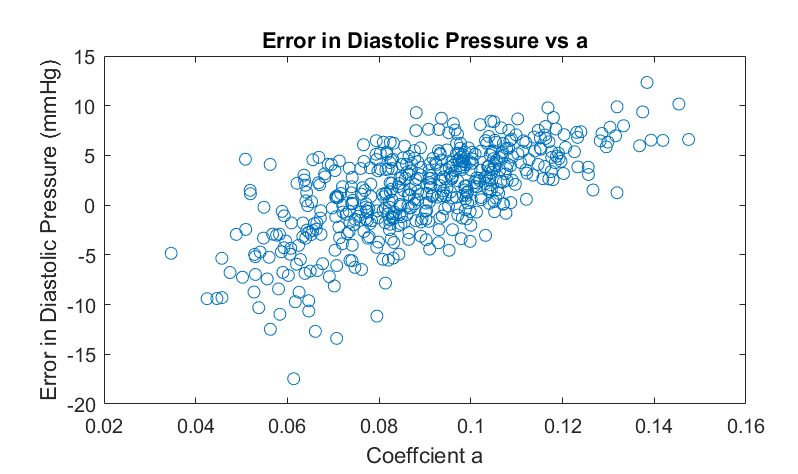 Error in Diastolic Pressure vs a
Error in Diastolic Pressure (mmHg)
15
10
5
0
-5
-10
-15
-20
0.02 0.04 0.06 0.08 0.1 0.12 0.14 0.16
Coeffcient a